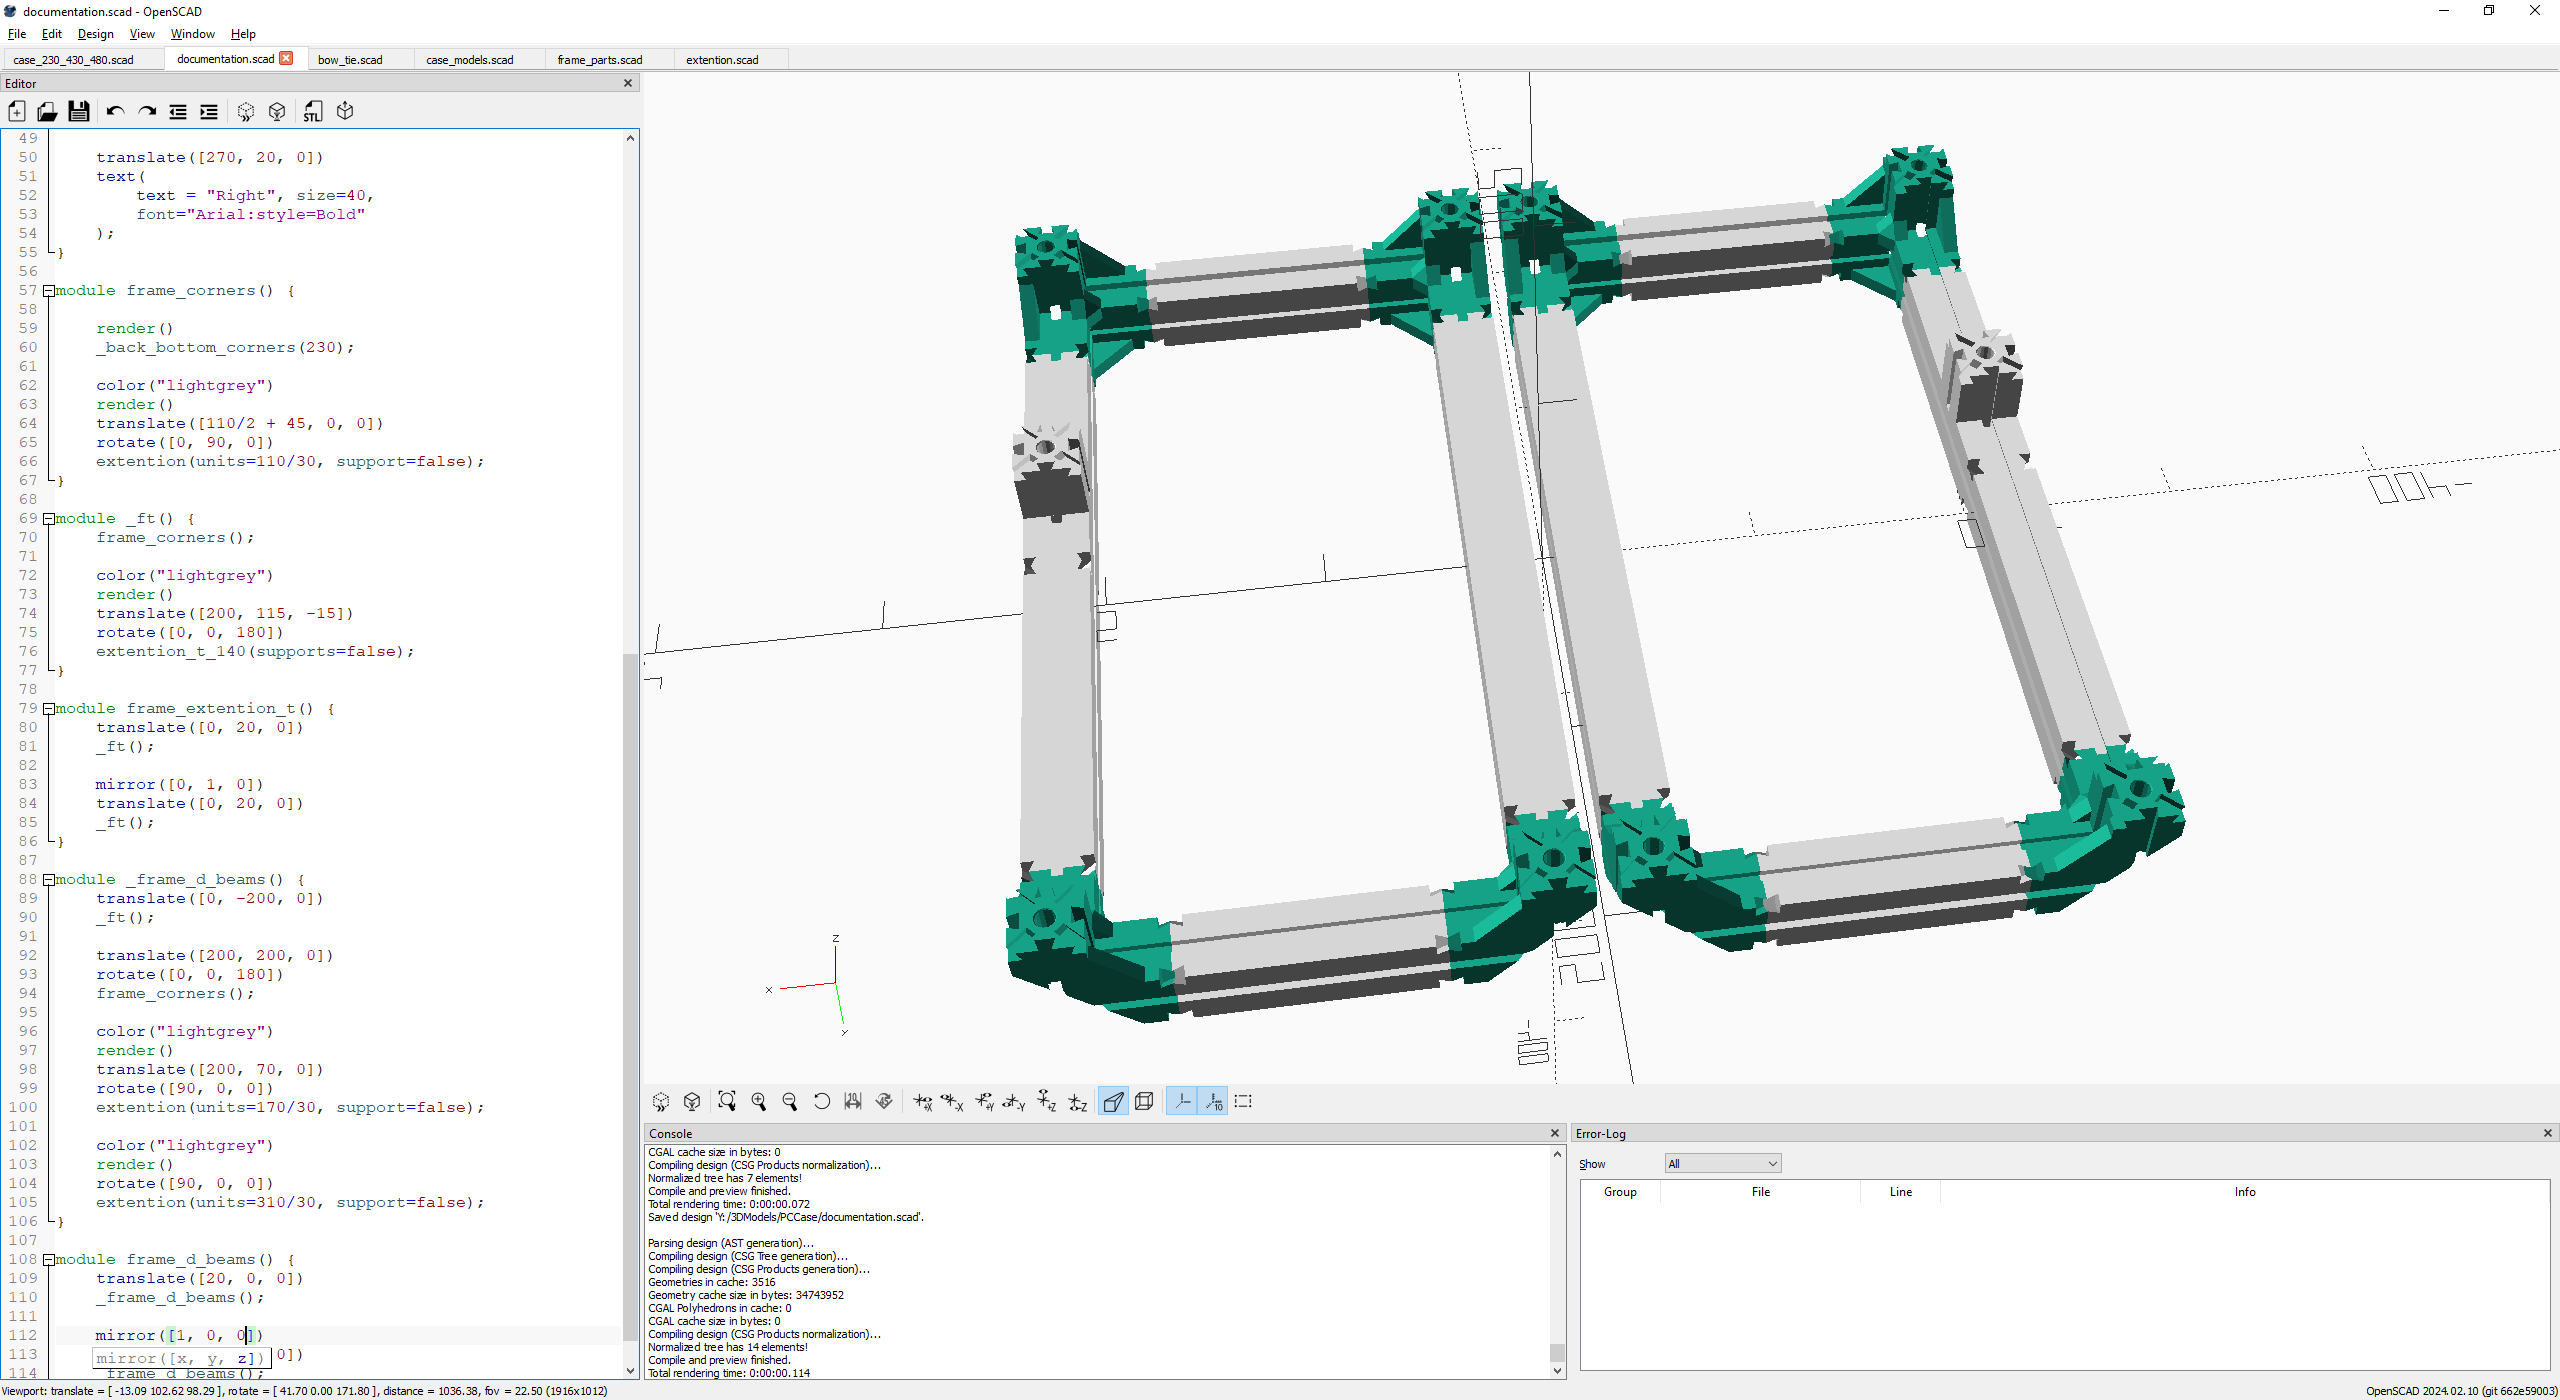 documentation.scad - OpenSCAD
File Edit Design View Window Help
case_230_430_480.scad documentation.scad bow_tie.scad case_models.scad frame_parts.scad extention.scad
Editor
STL
49
50 translate([270, 20, 0])
51 text(
52 text = "Right", size=40,
53 font="Arial:style=Bold"
54 );
55 }
56
57 module frame_corners() {
58
59 render()
60 _back_bottom_corners(230);
61
62 color("lightgrey")
63 render()
64 translate([110/2 + 45, 0, 0])
65 rotate([0, 90, 0])
66 extention(units=110/30, support=false);
67 }
68
69 module _ft() {
70 frame_corners();
71
72 color("lightgrey")
73 render()
74 translate([200, 115, -15])
75 rotate([0, 0, 180])
76 extention_t_140(supports=false);
77 }
78
79 module frame_extention_t() {
80 translate([0, 20, 0])
81 _ft();
82
83 mirror([0, 1, 0])
84 translate([0, 20, 0])
85 _ft();
86 }
87
88 module _frame_d_beams() {
89 translate([0, -200, 0])
90 _ft();
91
92 translate([200, 200, 0])
93 rotate([0, 0, 180])
94 frame_corners();
95
96 color("lightgrey")
97 render()
98 translate([200, 70, 0])
99 rotate([90, 0, 0])
100 extention(units=170/30, support=false);
101
102 color("lightgrey")
103 render()
104 rotate([90, 0, 0])
105 extention(units=310/30, support=false);
106 }
107
108 module frame_d_beams() {
109 translate([20, 0, 0])
110 _frame_d_beams();
111
112 mirror([1, 0, 0])
113 mirror([x, y, z]) 0])
114 _frame_d_beams();
z
x
y
Console
CGAL cache size in bytes: 0
Compiling design (CSG Products normalization)...
Normalized tree has 7 elements!
Compile and preview finished.
Total rendering time: 0:00:00.072
Saved design 'Y:/3DModels/PCCase/documentation.scad'.
Parsing design (AST generation)...
Compiling design (CSG Tree generation)...
Compiling design (CSG Products generation)...
Geometries in cache: 3516
Geometry cache size in bytes: 34743952
CGAL Polyhedrons in cache: 0
CGAL cache size in bytes: 0
Compiling design (CSG Products normalization)...
Normalized tree has 14 elements!
Compile and preview finished.
Total rendering time: 0:00:00.114
Error-Log
Show All
Group File Line Info
Viewport: translate = [ -13.09 102.62 98.29 ], rotate = [ 41.70 0.00 171.80 ], distance = 1036.38, fov = 22.50 (1916x1012)
OpenSCAD 2024.02.10 (git 662e59003)